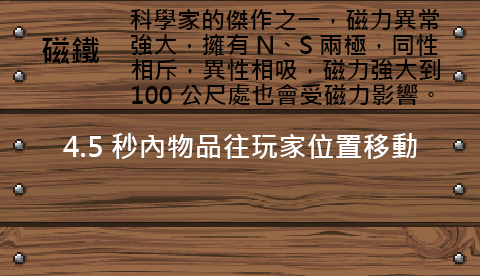 磁鐵
科學家的傑作之一，磁力異常
強大，擁有 N、S 兩極，同性
相斥，異性相吸，磁力強大到
100 公尺處也會受磁力影響。
4.5 秒內物品往玩家位置移動